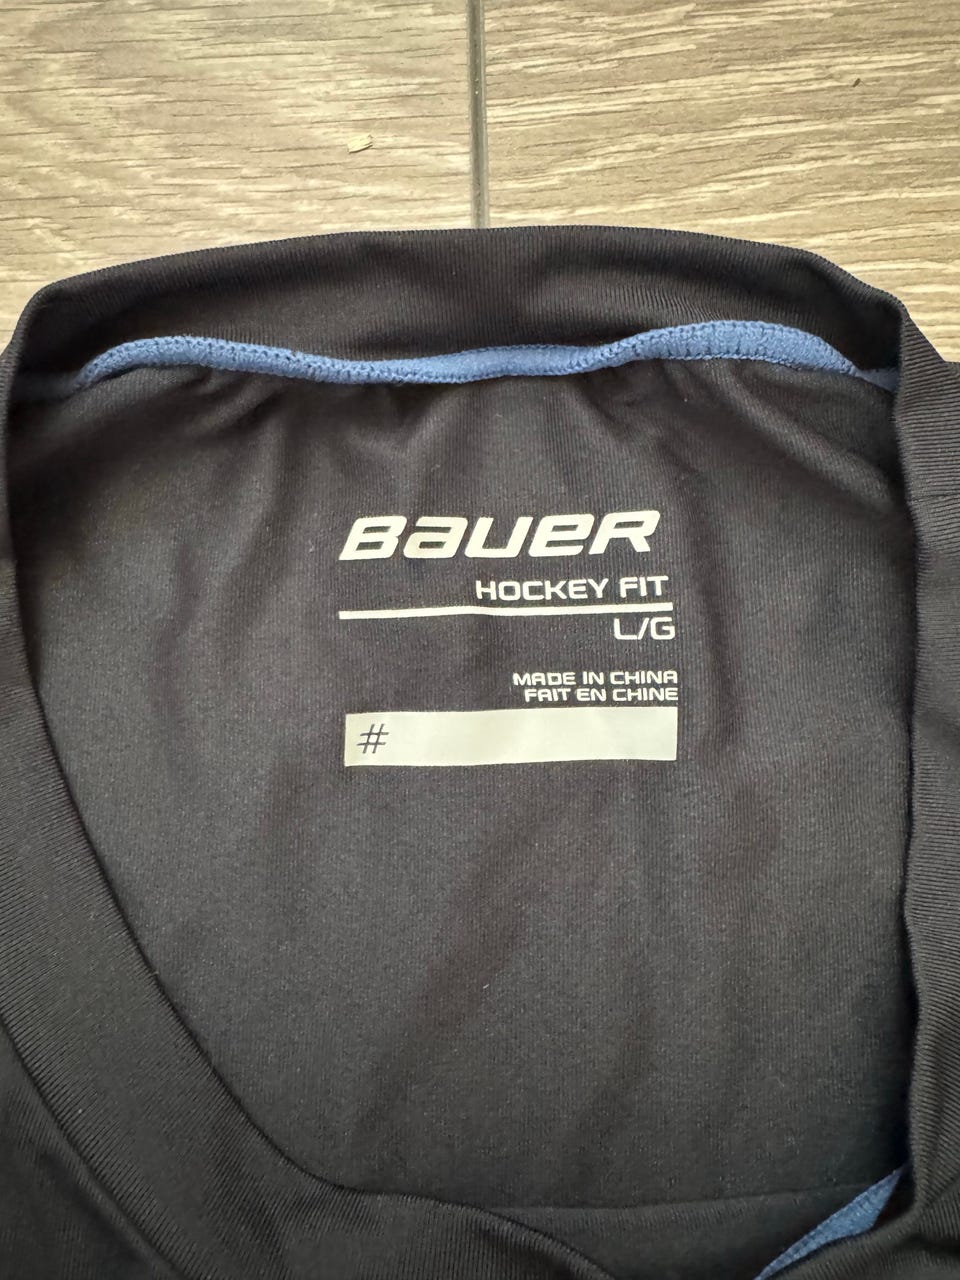 BAUER
HOCKEY FIT
L/G
MADE IN CHINA
FAIT EN CHINE
#